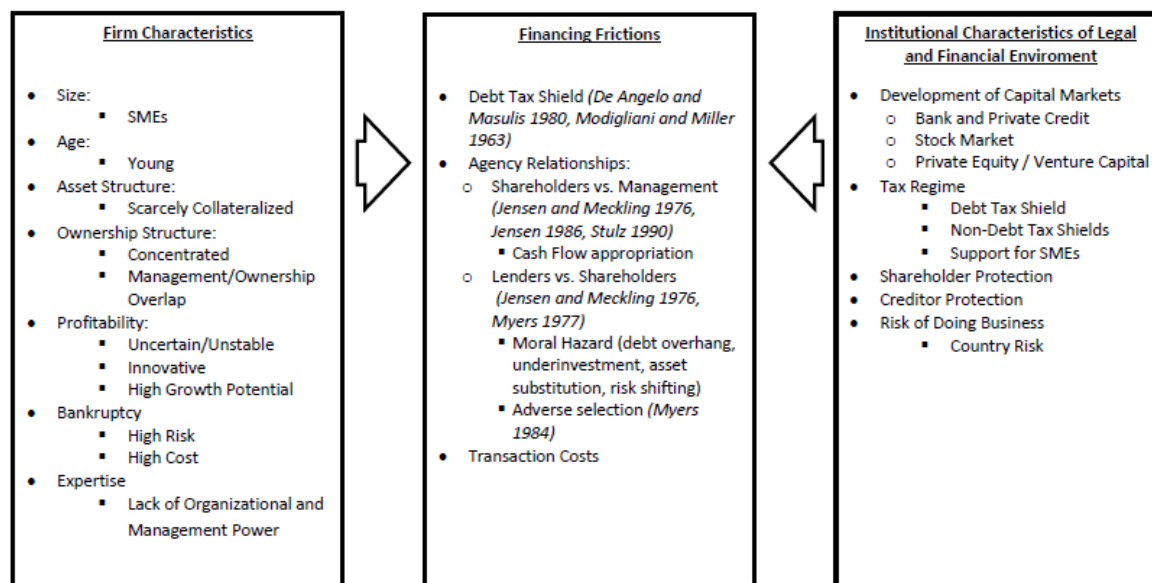 Firm Characteristics
• Size:
▪ SMEs
• Age:
▪ Young
• Asset Structure:
▪ Scarcely Collateralized
• Ownership Structure:
▪ Concentrated
▪ Management/Ownership
Overlap
• Profitability:
▪ Uncertain/Unstable
▪ Innovative
▪ High Growth Potential
• Bankruptcy
▪ High Risk
▪ High Cost
• Expertise
▪ Lack of Organizational and
Management Power
Financing Frictions
• Debt Tax Shield (De Angelo and
Masulis 1980, Modigliani and Miller
1963)
• Agency Relationships:
o Shareholders vs. Management
(Jensen and Meckling 1976,
Jensen 1986, Stulz 1990)
▪ Cash Flow appropriation
o Lenders vs. Shareholders
(Jensen and Meckling 1976,
Myers 1977)
▪ Moral Hazard (debt overhang,
underinvestment, asset
substitution, risk shifting)
▪ Adverse selection (Myers
1984)
• Transaction Costs
Institutional Characteristics of Legal
and Financial Enviroment
• Development of Capital Markets
o Bank and Private Credit
o Stock Market
o Private Equity / Venture Capital
• Tax Regime
▪ Debt Tax Shield
▪ Non-Debt Tax Shields
▪ Support for SMEs
• Shareholder Protection
• Creditor Protection
• Risk of Doing Business
▪ Country Risk